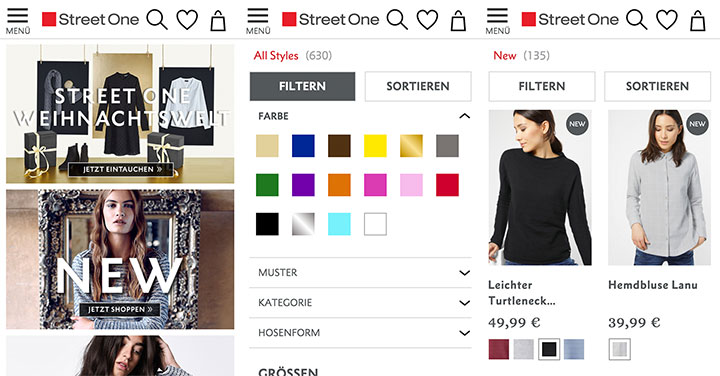 MENÜ
Street One
STREET ONE
WEIHNACHTSWELT
JETZT EINTAUCHEN »
NEW
JETZT SHOPPEN »
MENÜ
Street One
All Styles (630)
FILTERN
SORTIEREN
FARBE
MUSTER
KATEGORIE
HOSENFORM
GRÖSSEN
MENÜ
Street One
New (135)
FILTERN
SORTIEREN
NEW
NEW
Leichter
Turtleneck...
49,99 €
Hemdbluse Lanu
39,99 €